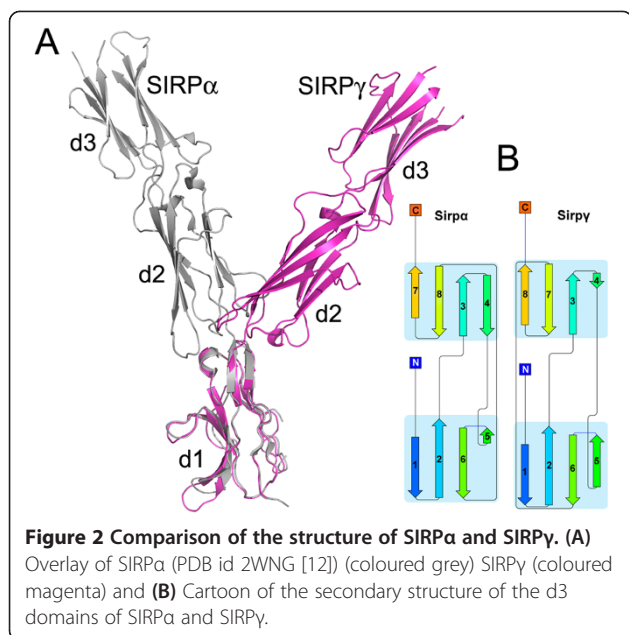 A
SIRPα
SIRPγ
d3
d3
B
d2
d2
d1
C
Sirpα
7
8
3
4
N
1
2
6
5
C
Sirpγ
8
7
3
4
N
1
2
6
5
Figure 2 Comparison of the structure of SIRPα and SIRPγ. (A)
Overlay of SIRPα (PDB id 2WNG [12]) (coloured grey) SIRPγ (coloured
magenta) and (B) Cartoon of the secondary structure of the d3
domains of SIRPα and SIRPγ.